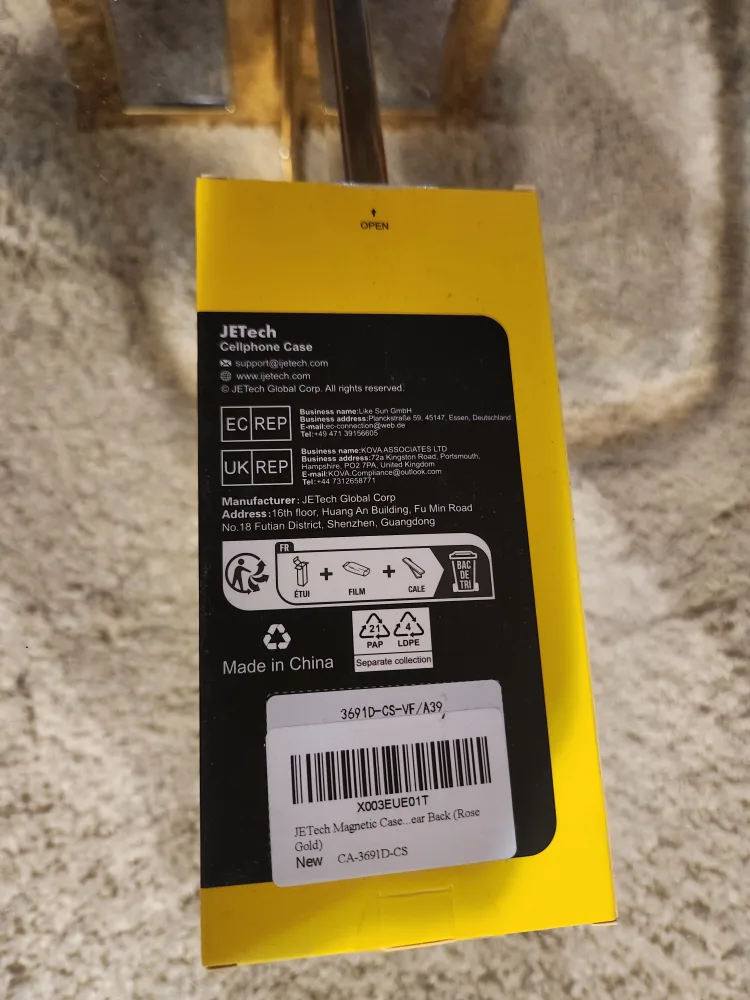 OPEN
JETech
Cellphone Case
support@ijetech.com
www.ijetech.com
© JETech Global Corp. All rights reserved.
EC REP
Business name:Like Sun GmbH
Business address:Planckstraße 59, 45147, Essen, Deutschland
E-mail:ec-connection@web.de
Tel:+49 471 39156605
UK REP
Business name:KOVA ASSOCIATES LTD
Business address:72a Kingston Road, Portsmouth,
Hampshire, PO2 7PA, United Kingdom
E-mail:KOVA.Compliance@outlook.com
Tel:+44 7312658771
Manufacturer: JETech Global Corp
Address:16th floor, Huang An Building, Fu Min Road
No.18 Futian District, Shenzhen, Guangdong
FR
ÉTUI + FILM + CALE
BAC
DE
TRI
21 4
PAP LDPE
Separate collection
Made in China
3691D-CS-VF/A39
X003EUE01T
JETech Magnetic Case...ear Back (Rose
Gold)
New CA-3691D-CS